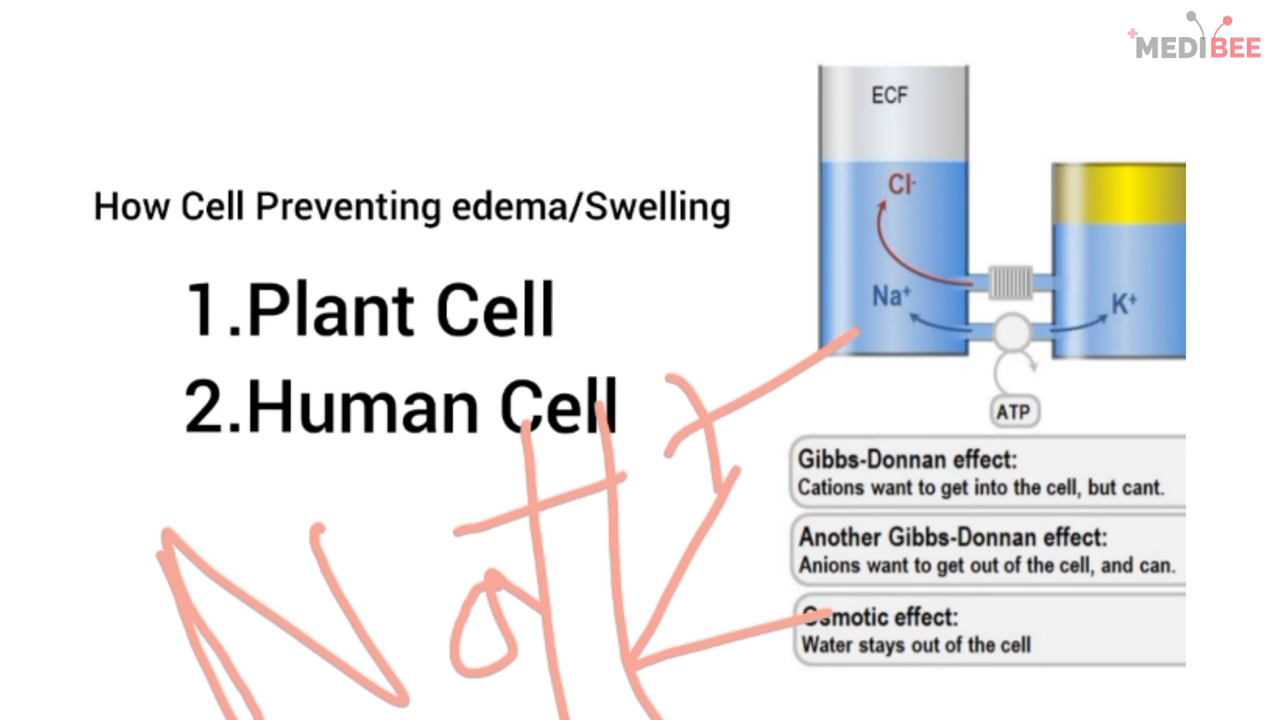 MEDIBEE
How Cell Preventing edema/Swelling
1.Plant Cell
2.Human Cell
ECF
Cl-
Na+
K+
ATP
Gibbs-Donnan effect:
Cations want to get into the cell, but cant.
Another Gibbs-Donnan effect:
Anions want to get out of the cell, and can.
Osmotic effect:
Water stays out of the cell